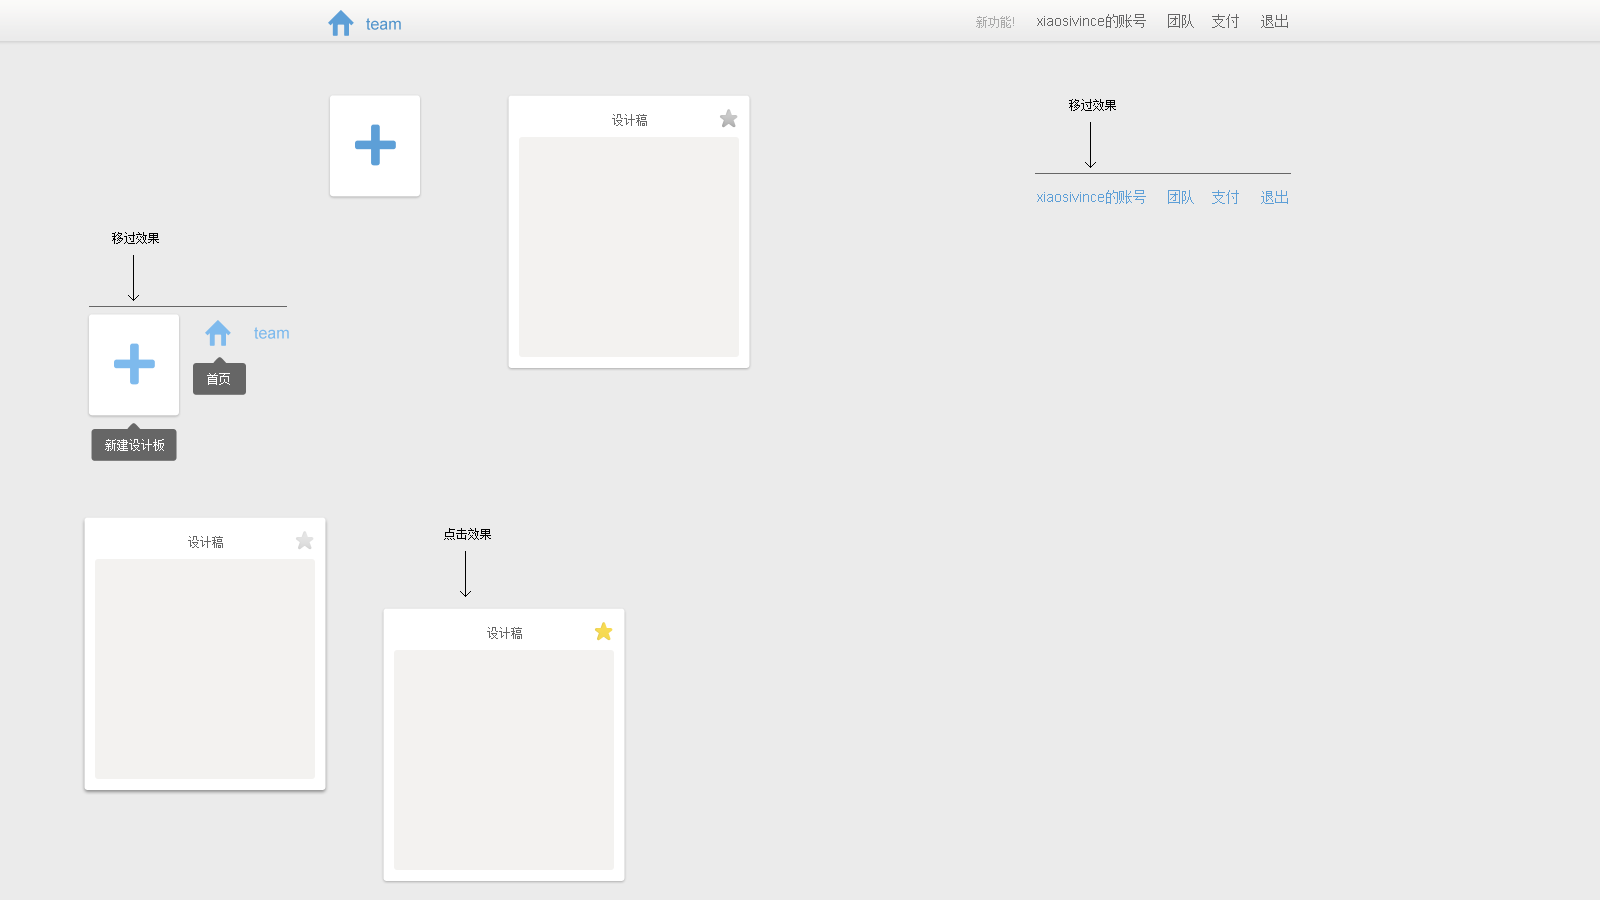 team 新功能! xiaosivince的账号 团队 支付 退出
设计稿
移过效果
xiaosivince的账号 团队 支付 退出
移过效果
team
首页
新建设计板
设计稿
点击效果
设计稿